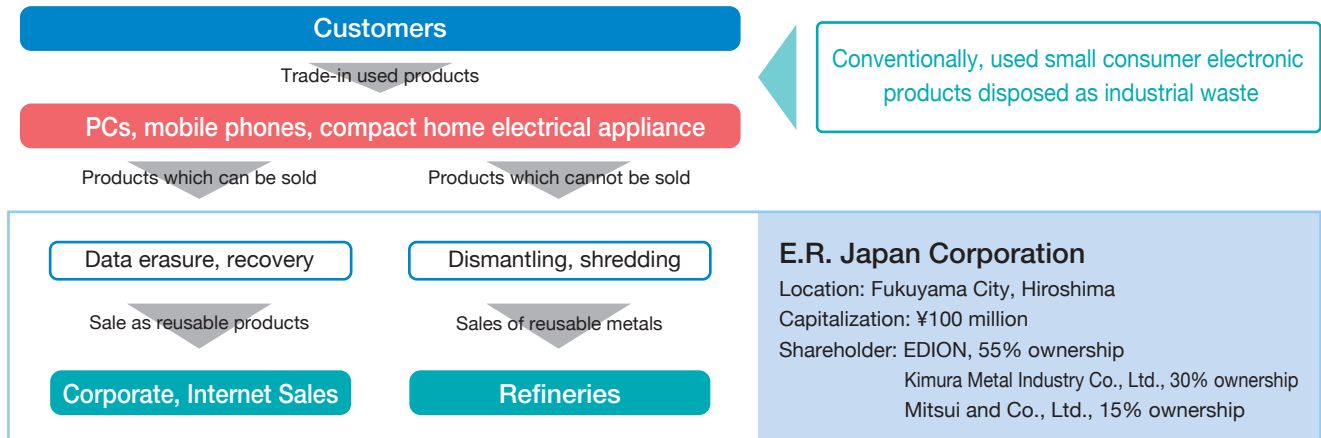 Customers
Conventionally, used small consumer electronic
products disposed as industrial waste
Trade-in used products
PCs, mobile phones, compact home electrical appliance
Products which can be sold
Products which cannot be sold
Data erasure, recovery
Dismantling, shredding
Sale as reusable products
Sales of reusable metals
Corporate, Internet Sales
Refineries
E.R. Japan Corporation
Location: Fukuyama City, Hiroshima
Capitalization: ¥100 million
Shareholder: EDION, 55% ownership
Kimura Metal Industry Co., Ltd., 30% ownership
Mitsui and Co., Ltd., 15% ownership